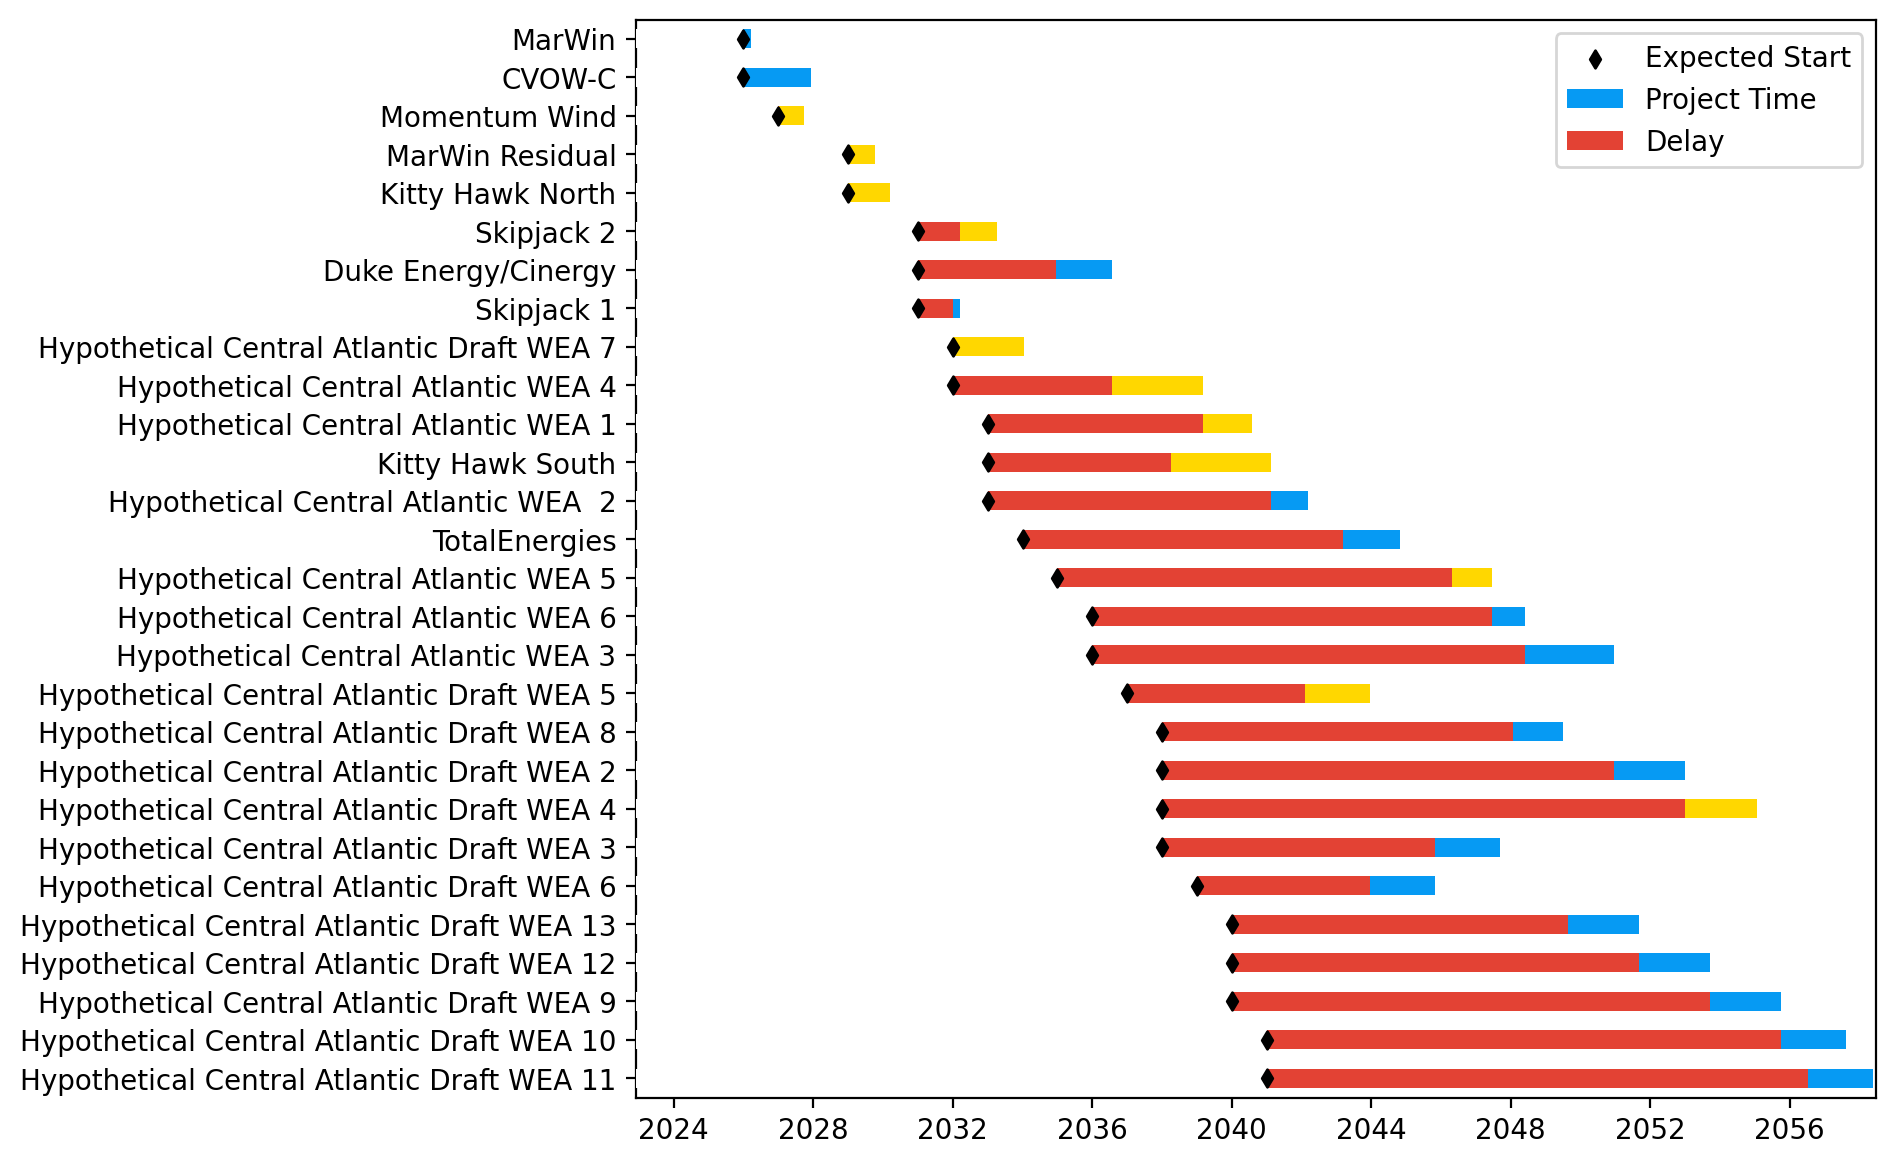 MarWin
CVOW-C
Momentum Wind
MarWin Residual
Kitty Hawk North
Skipjack 2
Duke Energy/Cinergy
Skipjack 1
Hypothetical Central Atlantic Draft WEA 7
Hypothetical Central Atlantic WEA 4
Hypothetical Central Atlantic WEA 1
Kitty Hawk South
Hypothetical Central Atlantic WEA  2
TotalEnergies
Hypothetical Central Atlantic WEA 5
Hypothetical Central Atlantic WEA 6
Hypothetical Central Atlantic WEA 3
Hypothetical Central Atlantic Draft WEA 5
Hypothetical Central Atlantic Draft WEA 8
Hypothetical Central Atlantic Draft WEA 2
Hypothetical Central Atlantic Draft WEA 4
Hypothetical Central Atlantic Draft WEA 3
Hypothetical Central Atlantic Draft WEA 6
Hypothetical Central Atlantic Draft WEA 13
Hypothetical Central Atlantic Draft WEA 12
Hypothetical Central Atlantic Draft WEA 9
Hypothetical Central Atlantic Draft WEA 10
Hypothetical Central Atlantic Draft WEA 11
Expected Start
Project Time
Delay
2024 2028 2032 2036 2040 2044 2048 2052 2056